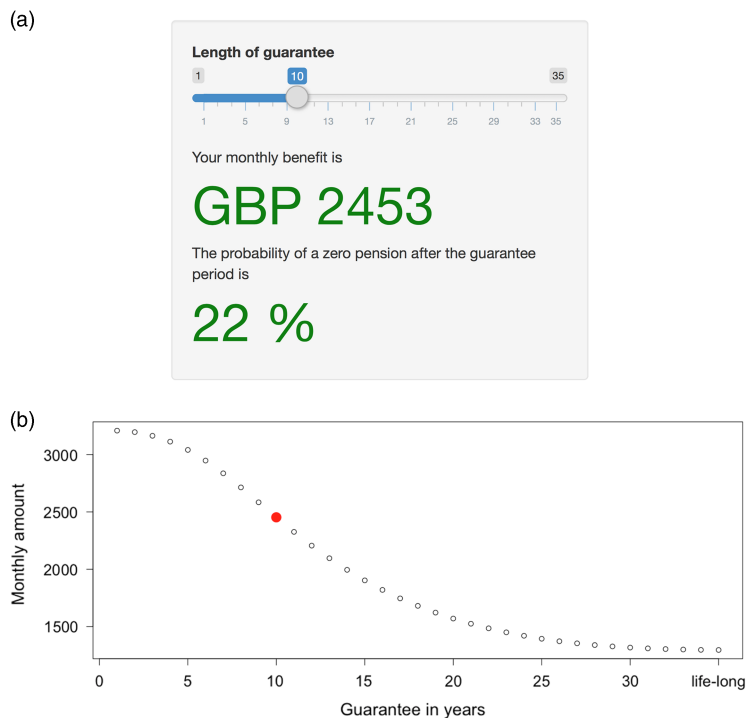 (a)
Length of guarantee
1 10 35
1 5 9 13 17 21 25 29 33 35
Your monthly benefit is
GBP 2453
The probability of a zero pension after the guarantee
period is
22 %
(b)
Monthly amount
3000
2500
2000
1500
0 5 10 15 20 25 30 life-long
Guarantee in years